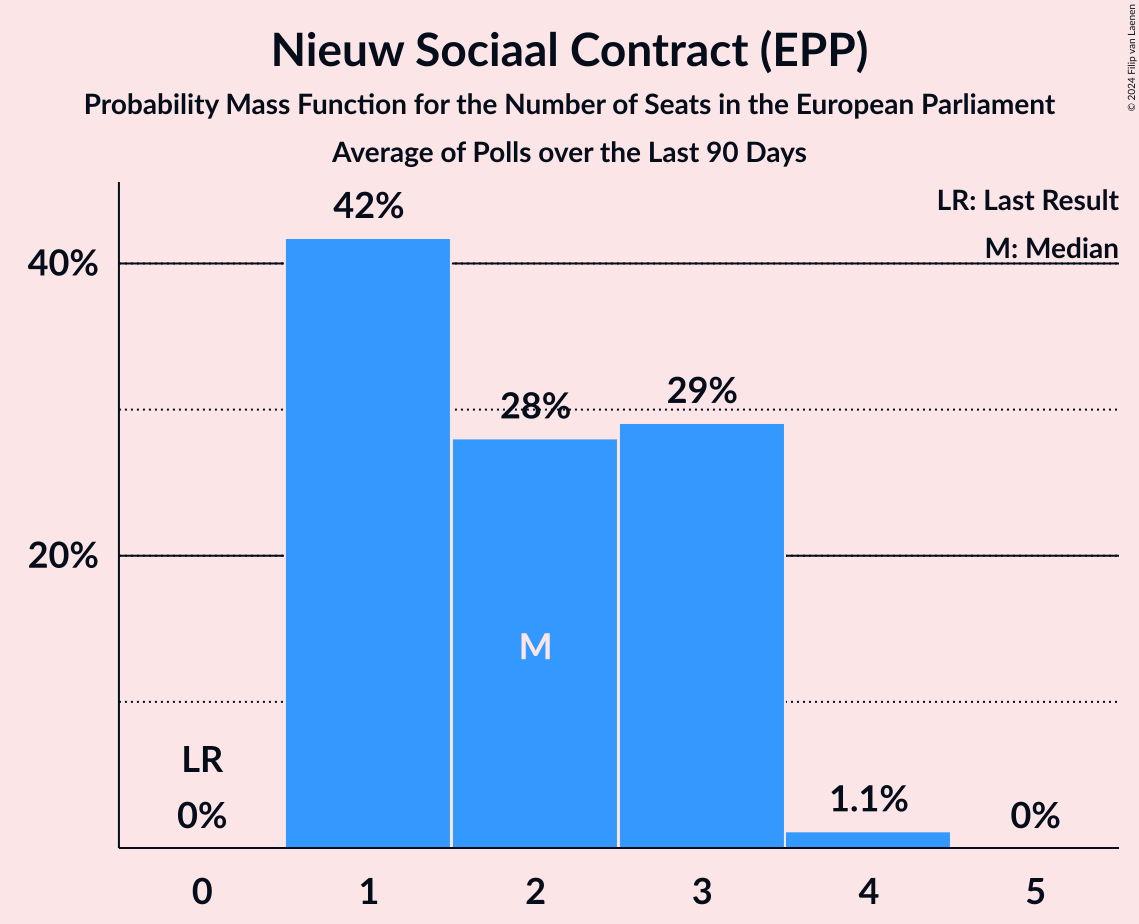 Nieuw Sociaal Contract (EPP)
Probability Mass Function for the Number of Seats in the European Parliament
Average of Polls over the Last 90 Days
© 2024 Filip van Laenen
LR: Last Result
M: Median
42%
40%
29%
28%
20%
M
LR
0%
1.1%
0%
0 1 2 3 4 5